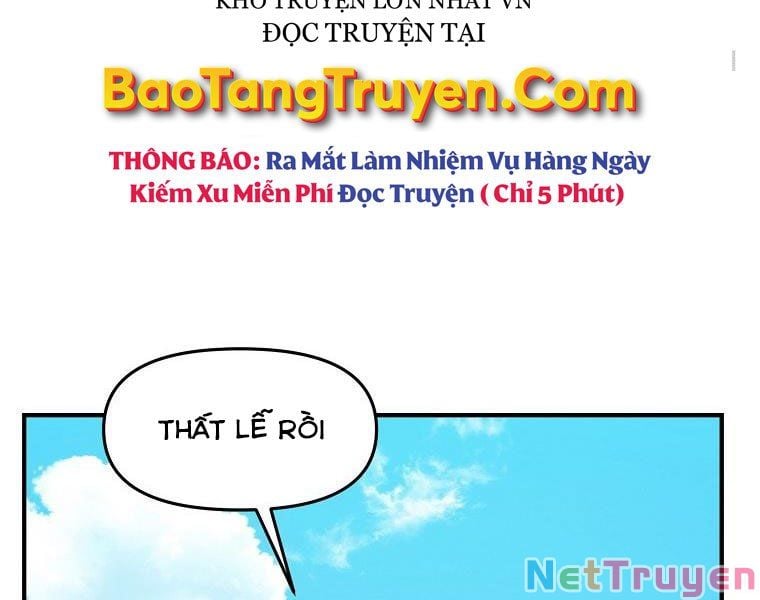 KHO TRUYỆN LỚN NHẤT VN
ĐỌC TRUYỆN TẠI
BaoTangTruyen.Com
THÔNG BÁO: Ra Mắt Làm Nhiệm Vụ Hàng Ngày
Kiếm Xu Miễn Phí Đọc Truyện ( Chỉ 5 Phút)
THẤT LỄ RỒI
NetTruyen